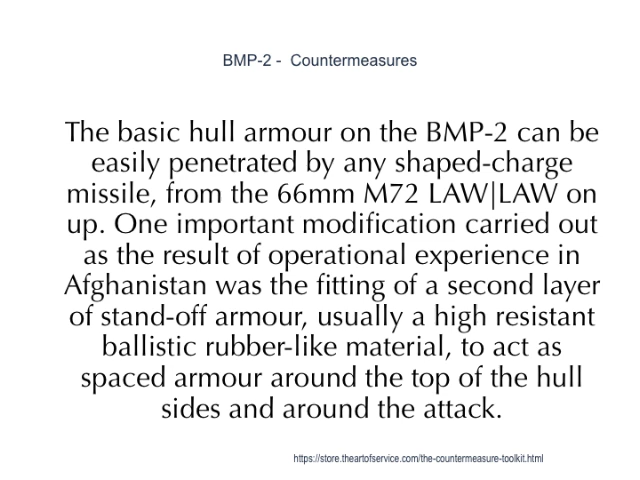 BMP-2 -  Countermeasures
The basic hull armour on the BMP-2 can be
easily penetrated by any shaped-charge
missile, from the 66mm M72 LAW|LAW on
up. One important modification carried out
as the result of operational experience in
Afghanistan was the fitting of a second layer
of stand-off armour, usually a high resistant
ballistic rubber-like material, to act as
spaced armour around the top of the hull
sides and around the attack.
https://store.theartofservice.com/the-countermeasure-toolkit.html